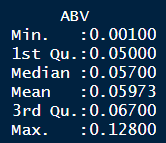 ABV
Min.   :0.00100
1st Qu.:0.05000
Median :0.05700
Mean   :0.05973
3rd Qu.:0.06700
Max.   :0.12800